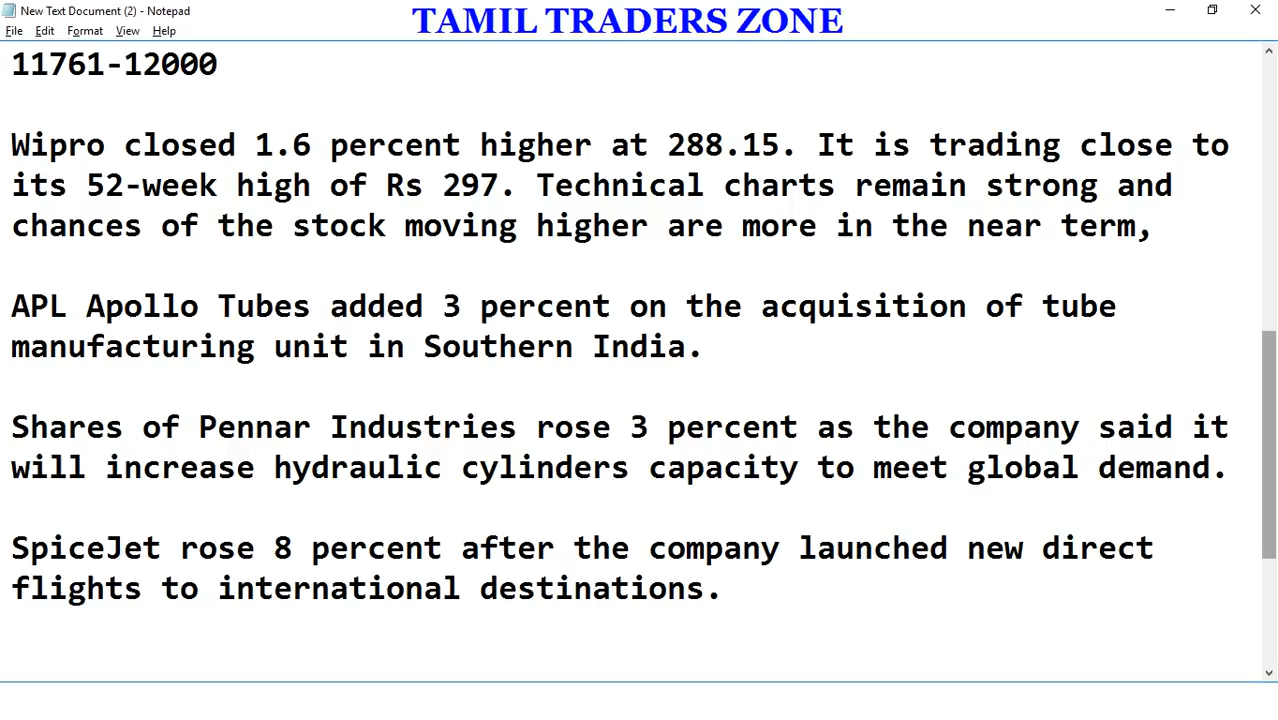 New Text Document (2) - Notepad
TAMIL TRADERS ZONE
File Edit Format View Help
11761-12000
Wipro closed 1.6 percent higher at 288.15. It is trading close to
its 52-week high of Rs 297. Technical charts remain strong and
chances of the stock moving higher are more in the near term,
APL Apollo Tubes added 3 percent on the acquisition of tube
manufacturing unit in Southern India.
Shares of Pennar Industries rose 3 percent as the company said it
will increase hydraulic cylinders capacity to meet global demand.
SpiceJet rose 8 percent after the company launched new direct
flights to international destinations.